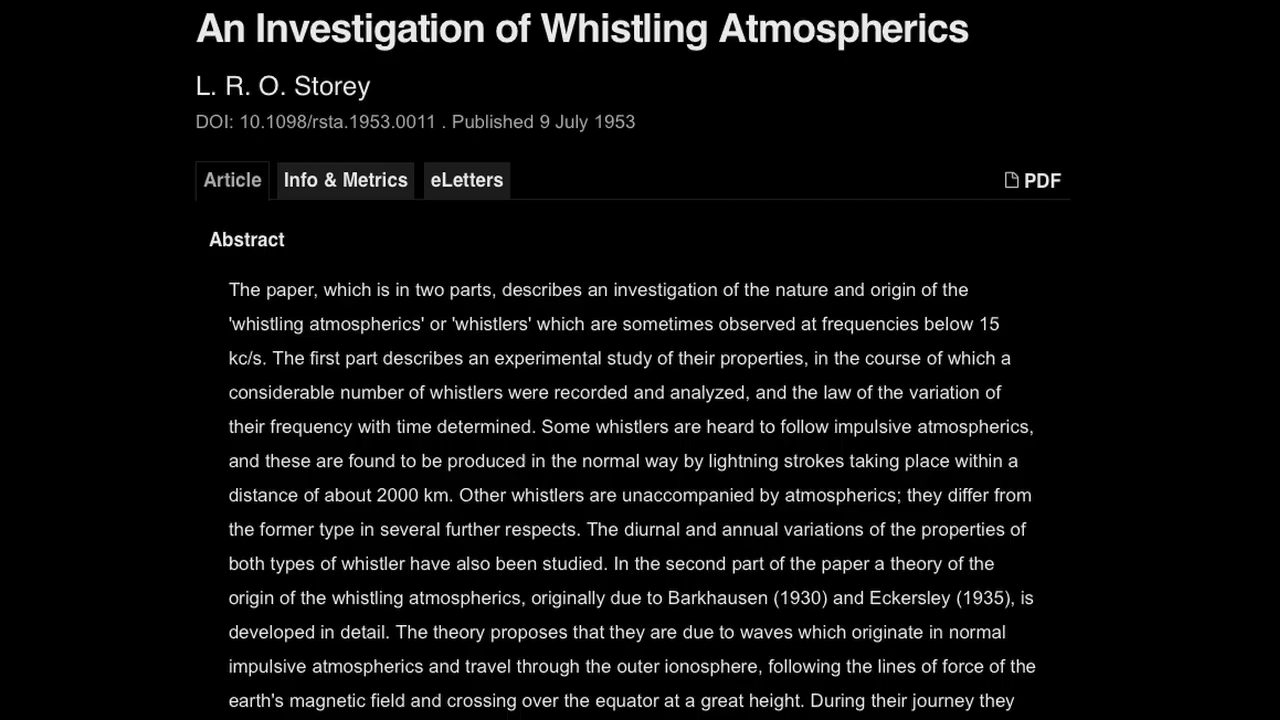 An Investigation of Whistling Atmospherics
L. R. O. Storey
DOI: 10.1098/rsta.1953.0011 . Published 9 July 1953
Article Info & Metrics eLetters PDF
Abstract
The paper, which is in two parts, describes an investigation of the nature and origin of the
'whistling atmospherics' or 'whistlers' which are sometimes observed at frequencies below 15
kc/s. The first part describes an experimental study of their properties, in the course of which a
considerable number of whistlers were recorded and analyzed, and the law of the variation of
their frequency with time determined. Some whistlers are heard to follow impulsive atmospherics,
and these are found to be produced in the normal way by lightning strokes taking place within a
distance of about 2000 km. Other whistlers are unaccompanied by atmospherics; they differ from
the former type in several further respects. The diurnal and annual variations of the properties of
both types of whistler have also been studied. In the second part of the paper a theory of the
origin of the whistling atmospherics, originally due to Barkhausen (1930) and Eckersley (1935), is
developed in detail. The theory proposes that they are due to waves which originate in normal
impulsive atmospherics and travel through the outer ionosphere, following the lines of force of the
earth's magnetic field and crossing over the equator at a great height. During their journey they